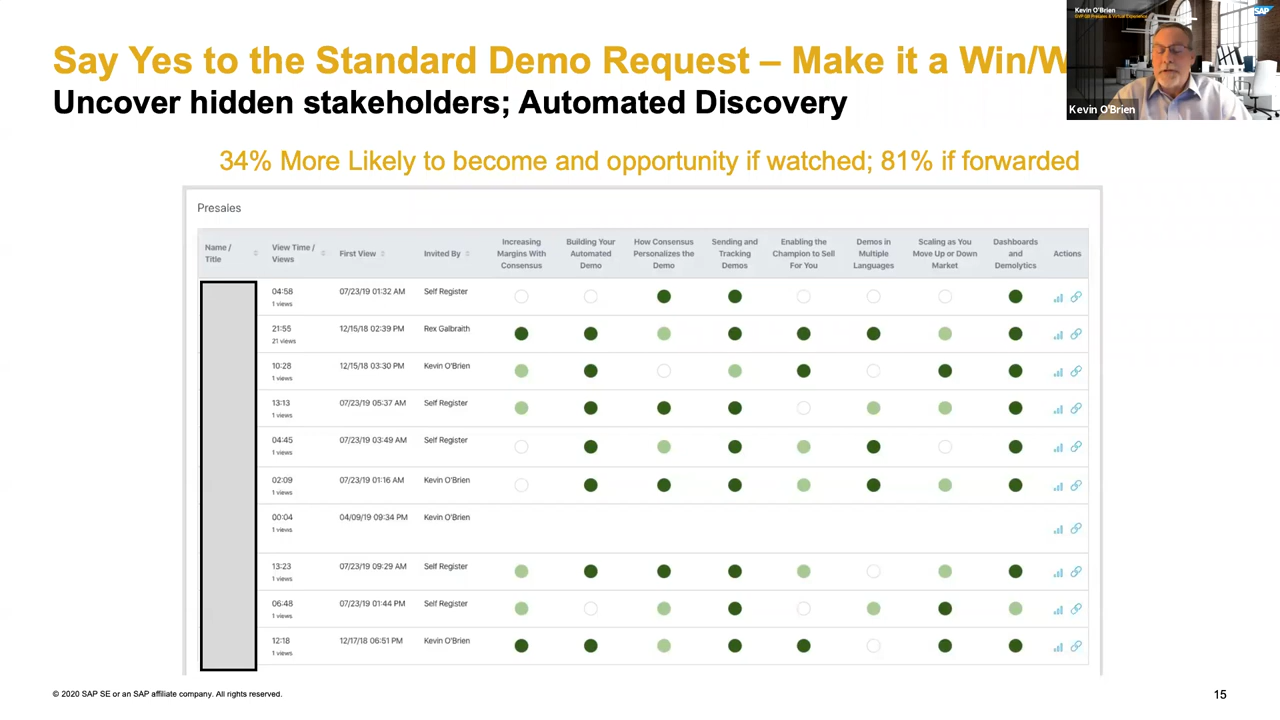 Kevin O'Brien
SAP
Say Yes to the Standard Demo Request – Make it a Win/W
Kevin O'Brien
Uncover hidden stakeholders; Automated Discovery
34% More Likely to become and opportunity if watched; 81% if forwarded
Presales
Name / Title
View Time / Views
First View
Invited By
Increasing Margins With Consensus
Building Your Automated Demo
How Consensus Personalizes the Demo
Sending and Tracking Demos
Enabling the Champion to Sell For You
Demos in Multiple Languages
Scaling as You Move Up or Down Market
Dashboards and Demolytics
Actions
04:58 07/23/19 01:32 AM Self Register
1 views
21:55 12/15/18 02:39 PM Rex Galbraith
21 views
10:28 12/15/18 03:30 PM Kevin O'Brien
1 views
13:13 07/23/19 05:37 AM Self Register
1 views
04:45 07/23/19 03:49 AM Self Register
1 views
02:09 07/23/19 01:16 AM Kevin O'Brien
1 views
00:04 04/09/19 09:34 PM Kevin O'Brien
1 views
13:23 07/23/19 09:29 AM Self Register
1 views
06:48 07/23/19 01:44 PM Self Register
1 views
12:18 12/17/18 06:51 PM Kevin O'Brien
1 views
© 2020 SAP SE or an SAP affiliate company. All rights reserved.
15